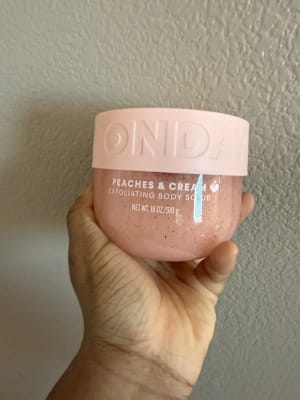 ONDA
PEACHES & CREAM
EXFOLIATING BODY SCRUB
NET WT. 18 OZ/510 g